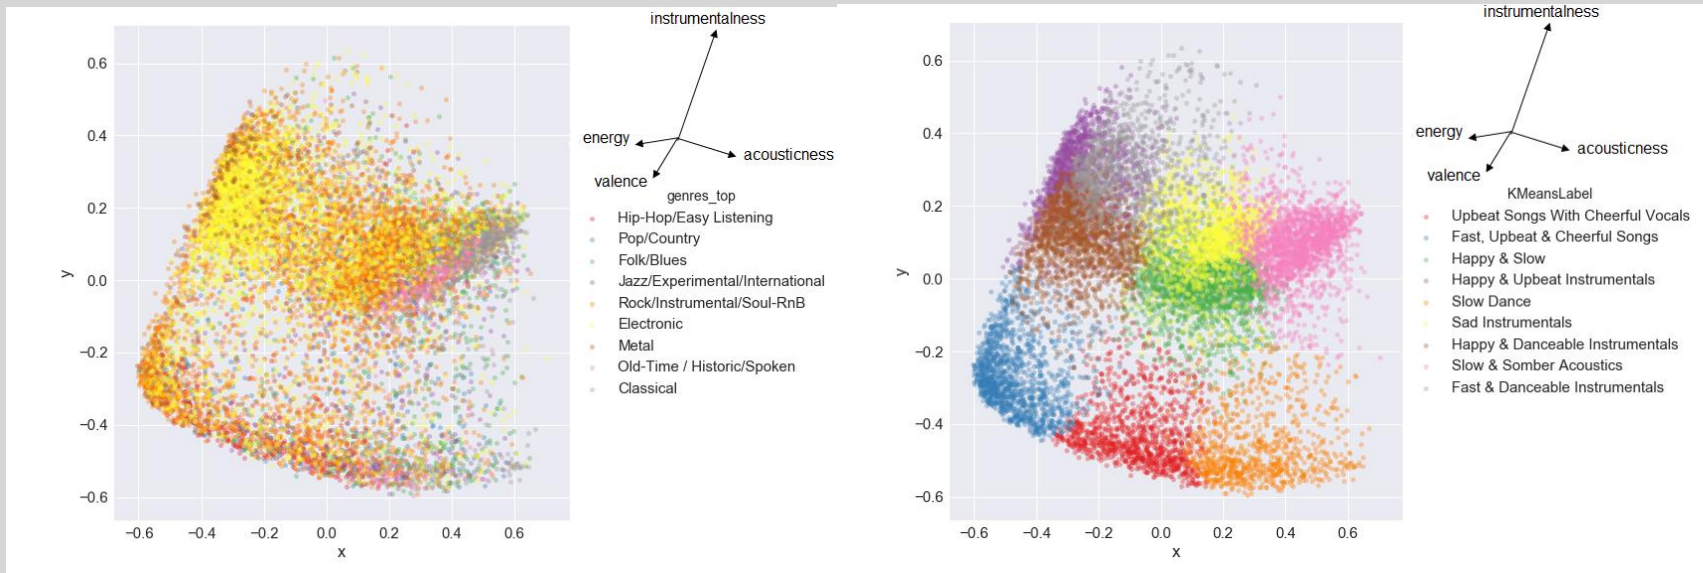 instrumentalness
energy
acousticness
valence
genres_top
Hip-Hop/Easy Listening
Pop/Country
Folk/Blues
Jazz/Experimental/International
Rock/Instrumental/Soul-RnB
Electronic
Metal
Old-Time / Historic/Spoken
Classical
0.6
0.4
0.2
0.0
−0.2
−0.4
−0.6
y
−0.6 −0.4 −0.2 0.0 0.2 0.4 0.6
x
instrumentalness
energy
acousticness
valence
KMeansLabel
Upbeat Songs With Cheerful Vocals
Fast, Upbeat & Cheerful Songs
Happy & Slow
Happy & Upbeat Instrumentals
Slow Dance
Sad Instrumentals
Happy & Danceable Instrumentals
Slow & Somber Acoustics
Fast & Danceable Instrumentals
0.6
0.4
0.2
0.0
−0.2
−0.4
−0.6
y
−0.6 −0.4 −0.2 0.0 0.2 0.4 0.6
x